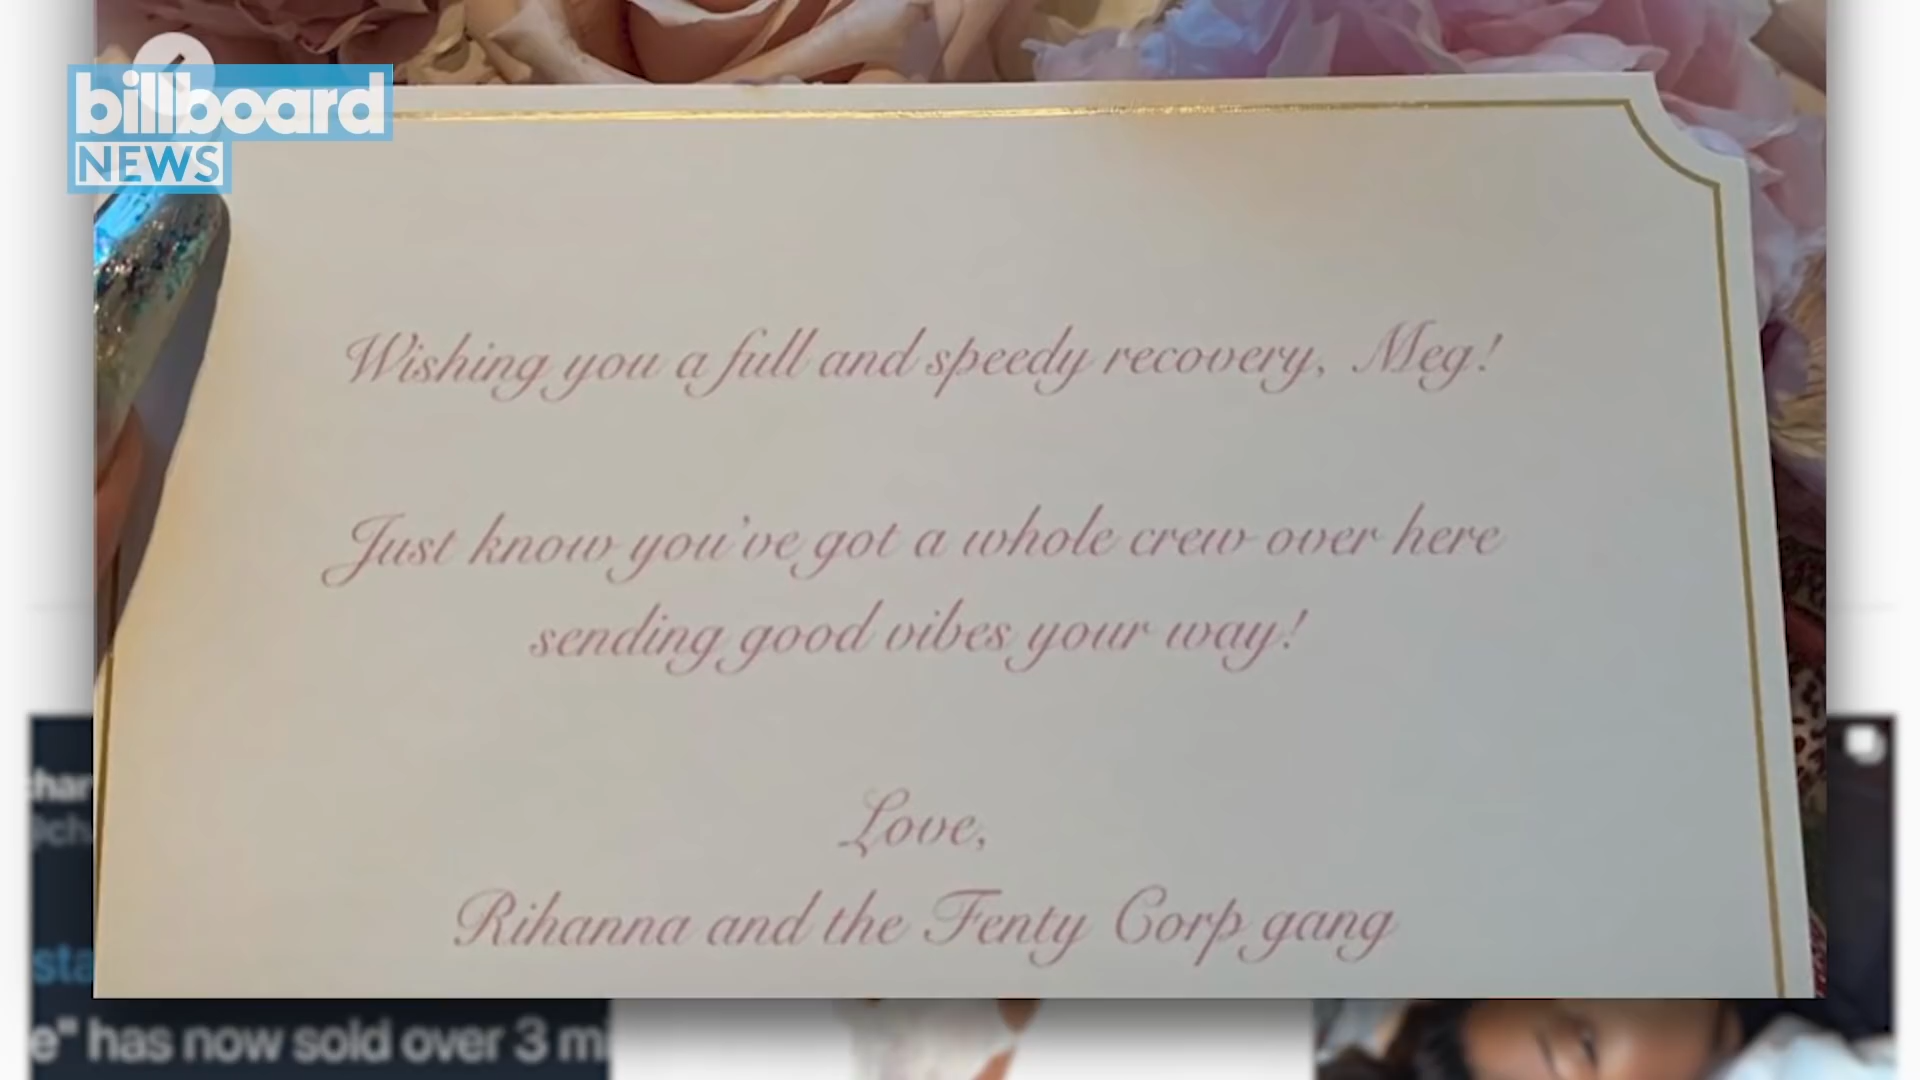 billboard
NEWS
Wishing you a full and speedy recovery, Meg!
Just know you've got a whole crew over here
sending good vibes your way!
Love,
Rihanna and the Fenty Corp gang
has now sold over 3